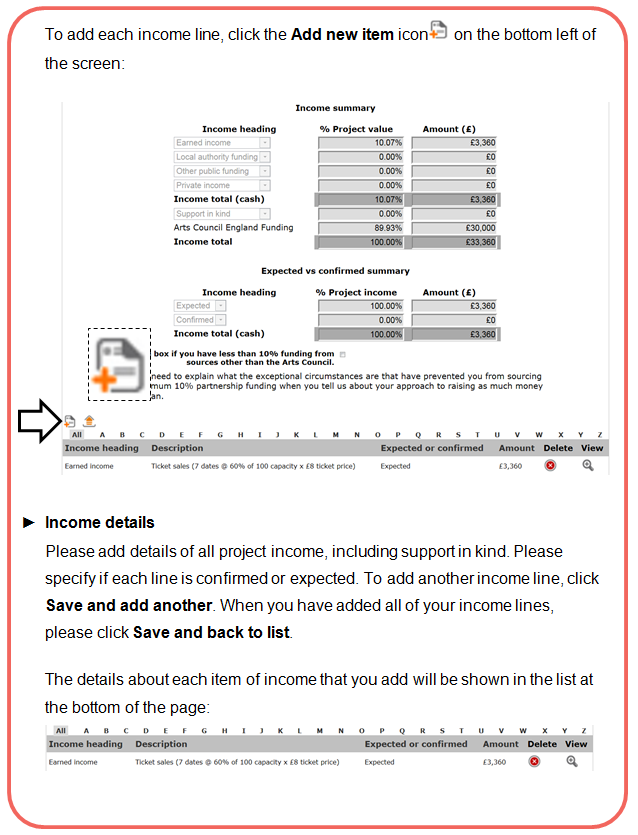 To add each income line, click the Add new item icon on the bottom left of
the screen:
Income summary
Income heading % Project value Amount (£)
Earned income 10.07% £3,360
Local authority funding 0.00% £0
Other public funding 0.00% £0
Private income 0.00% £0
Income total (cash) 10.07% £3,360
Support in kind 0.00% £0
Arts Council England Funding 89.93% £30,000
Income total 100.00% £33,360
Expected vs confirmed summary
Income heading % Project income Amount (£)
Expected 100.00% £3,360
Confirmed 0.00% £0
Income total (cash) 100.00% £3,360
box if you have less than 10% funding from
sources other than the Arts Council.
need to explain what the exceptional circumstances are that have prevented you from sourcing
mum 10% partnership funding when you tell us about your approach to raising as much money
an.
All A B C D E F G H I J K L M N O P Q R S T U V W X Y Z
Income heading Description Expected or confirmed Amount Delete View
Earned income Ticket sales (7 dates @ 60% of 100 capacity x £8 ticket price) Expected £3,360
► Income details
Please add details of all project income, including support in kind. Please
specify if each line is confirmed or expected. To add another income line, click
Save and add another. When you have added all of your income lines,
please click Save and back to list.
The details about each item of income that you add will be shown in the list at
the bottom of the page:
All A B C D E F G H I J K L M N O P Q R S T U V W X Y Z
Income heading Description Expected or confirmed Amount Delete View
Earned income Ticket sales (7 dates @ 60% of 100 capacity x £8 ticket price) Expected £3,360